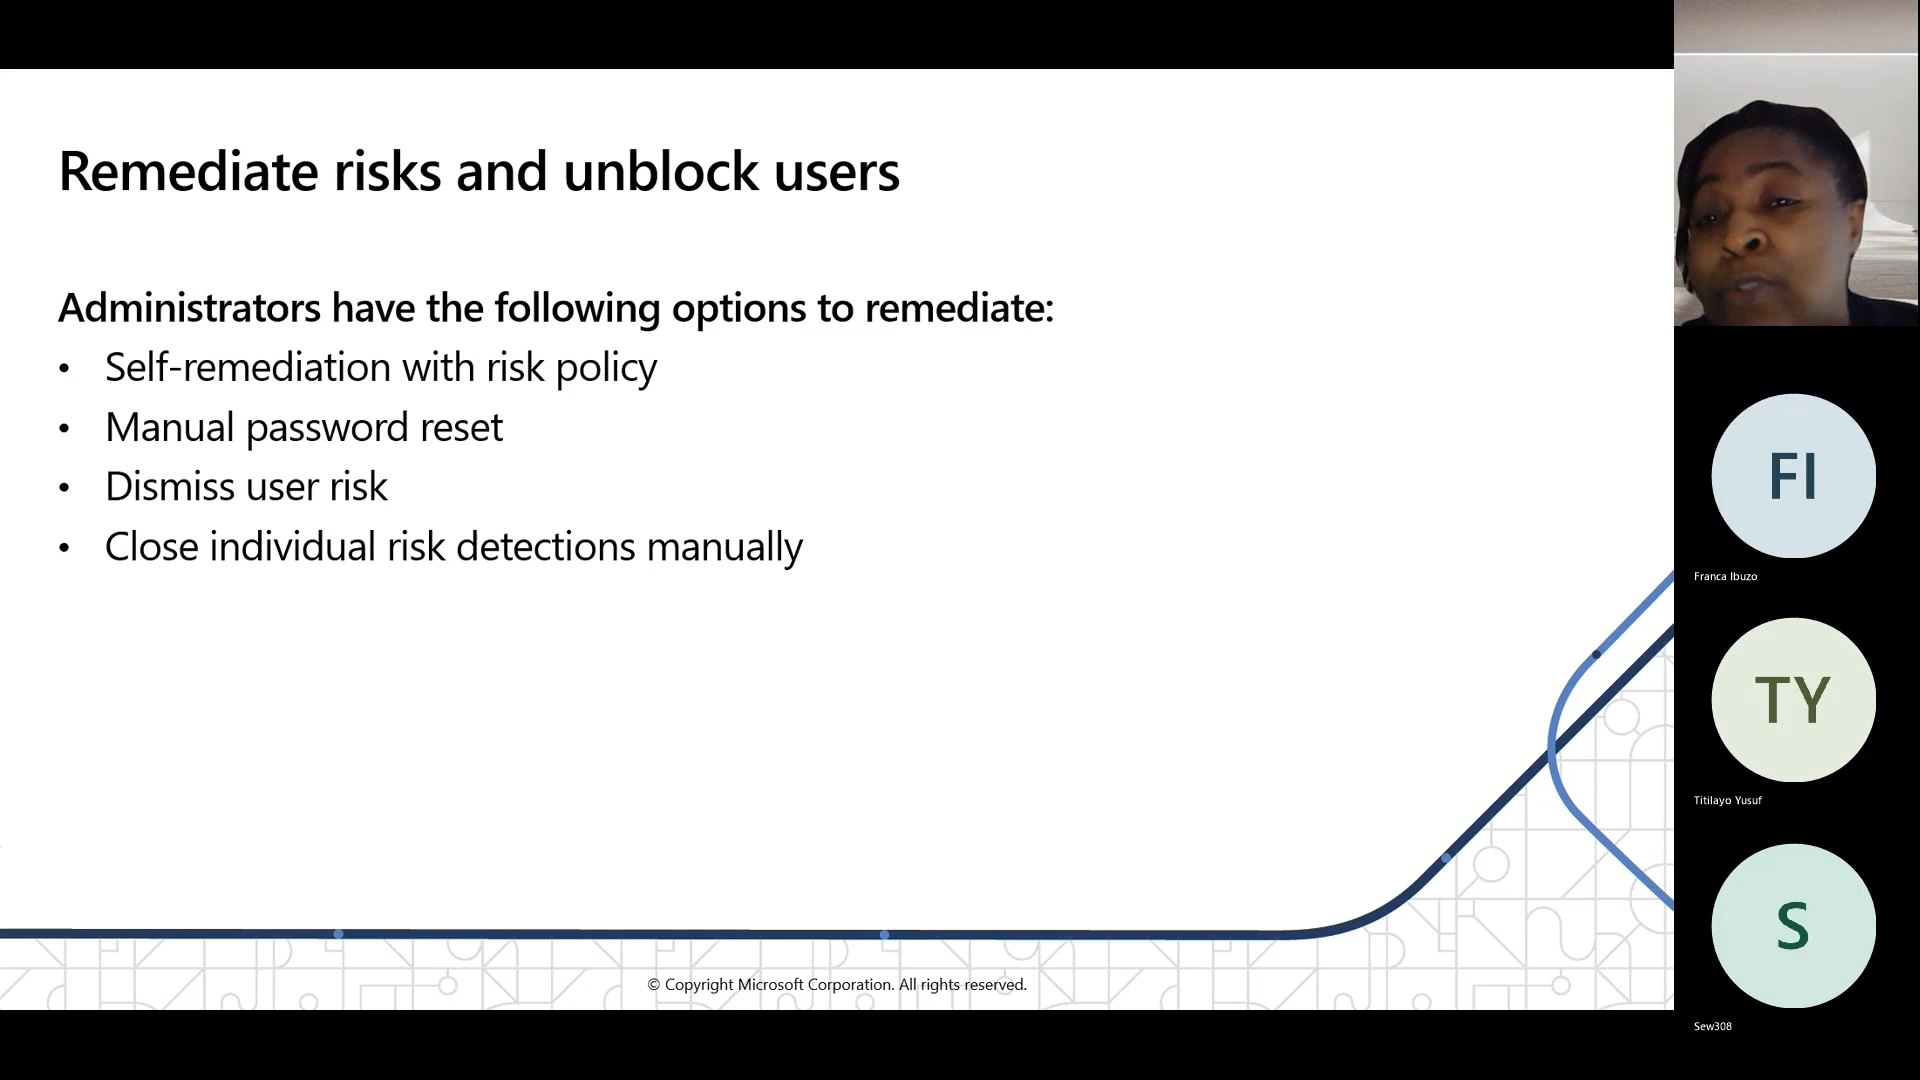 Remediate risks and unblock users
Administrators have the following options to remediate:
• Self-remediation with risk policy
• Manual password reset
• Dismiss user risk
• Close individual risk detections manually
© Copyright Microsoft Corporation. All rights reserved.
FI
Franca Ibuzo
TY
Titilayo Yusuf
S
Sew308